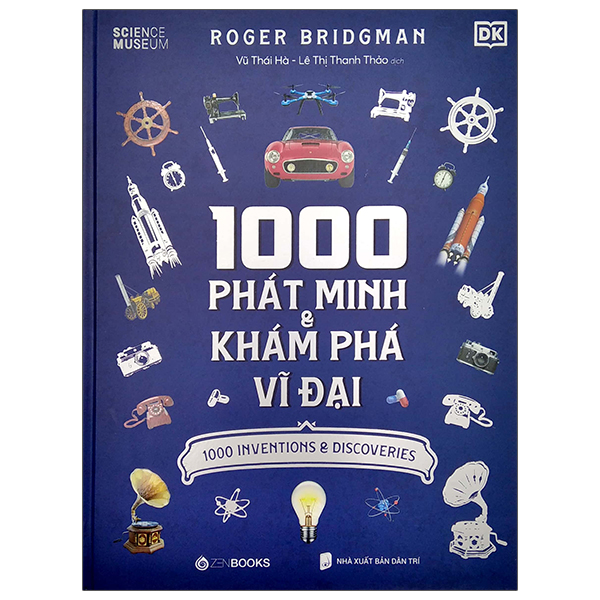 SCIENCE
MUSEUM
ROGER BRIDGMAN
DK
Vũ Thái Hà - Lê Thị Thanh Thảo dịch
1000
PHÁT MINH
&
KHÁM PHÁ
VĨ ĐẠI
1000 INVENTIONS & DISCOVERIES
ZENBOOKS
NHÀ XUẤT BẢN DÂN TRÍ